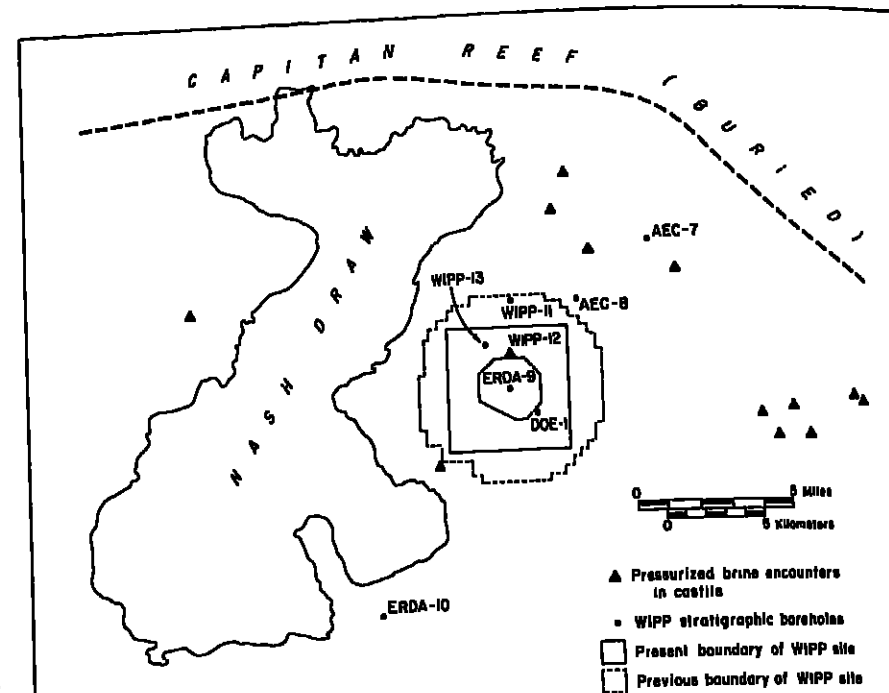 CAPITAN REEF (BURIED)
AEC-7
WIPP-13
NASH DRAW
WIPP-11
AEC-8
WIPP-12
ERDA-9
DOE-1
0 5 Miles
0 5 Kilometers
Pressurized brine encounters
in castile
ERDA-10
WIPP stratigraphic boreholes
Present boundary of WIPP site
Previous boundary of WIPP site